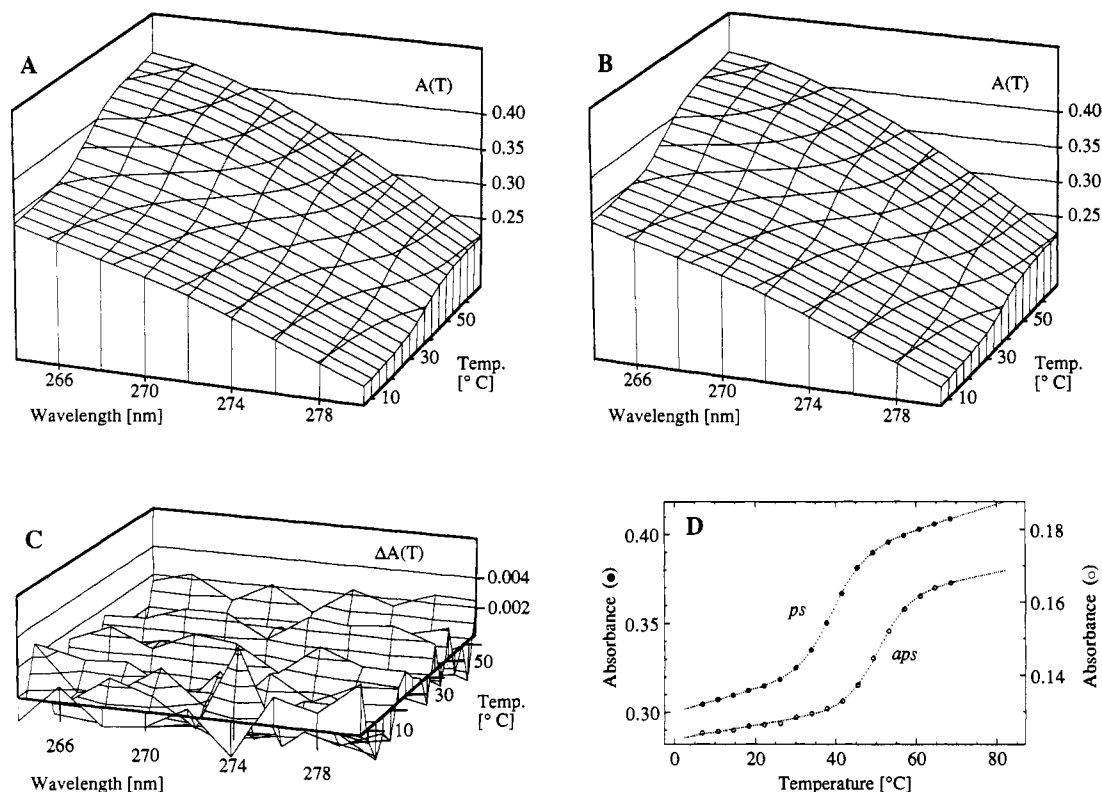 A
A(T)
0.40
0.35
0.30
0.25
50
30
10
Temp.
[° C]
266
270
274
278
Wavelength [nm]
B
A(T)
0.40
0.35
0.30
0.25
50
30
10
Temp.
[° C]
266
270
274
278
Wavelength [nm]
C
ΔA(T)
0.004
0.002
50
30
10
Temp.
[° C]
266
270
274
278
Wavelength [nm]
D
Absorbance (●)
0.40
0.35
0.30
ps
aps
0.18
0.16
0.14
Absorbance (○)
0 20 40 60 80
Temperature [°C]